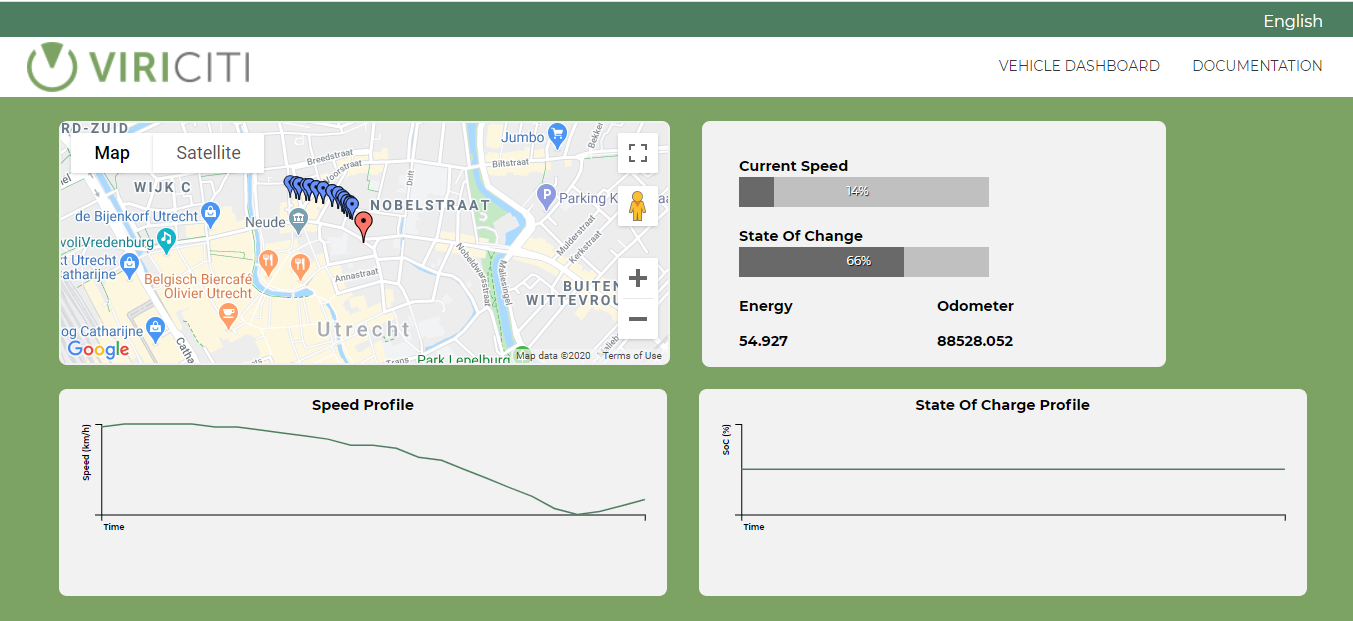 English
VIRICITI
VEHICLE DASHBOARD
DOCUMENTATION
RD-ZUID
Map
Satellite
Jumbo
Breedstraat
Voorstraat
Drift
Biltstraat
WIJK C
Parking
de Bijenkorf Utrecht
Neude
NOBELSTRAAT
voliVredenburg
Mulderstraat
Kerkstraat
Utrecht
Catharijne
Belgisch Biercafé
Olivier Utrecht
Annastraat
Nobeldwarsstraat
Maliesingel
BUITEN
WITTEVROU
Utrecht
og Catharijne
Google
Park Lepelburg
Map data ©2020
Terms of Use
Current Speed
14%
State Of Change
66%
Energy
Odometer
54.927
88528.052
Speed Profile
Speed (km/h)
Time
State Of Charge Profile
SoC (%)
Time